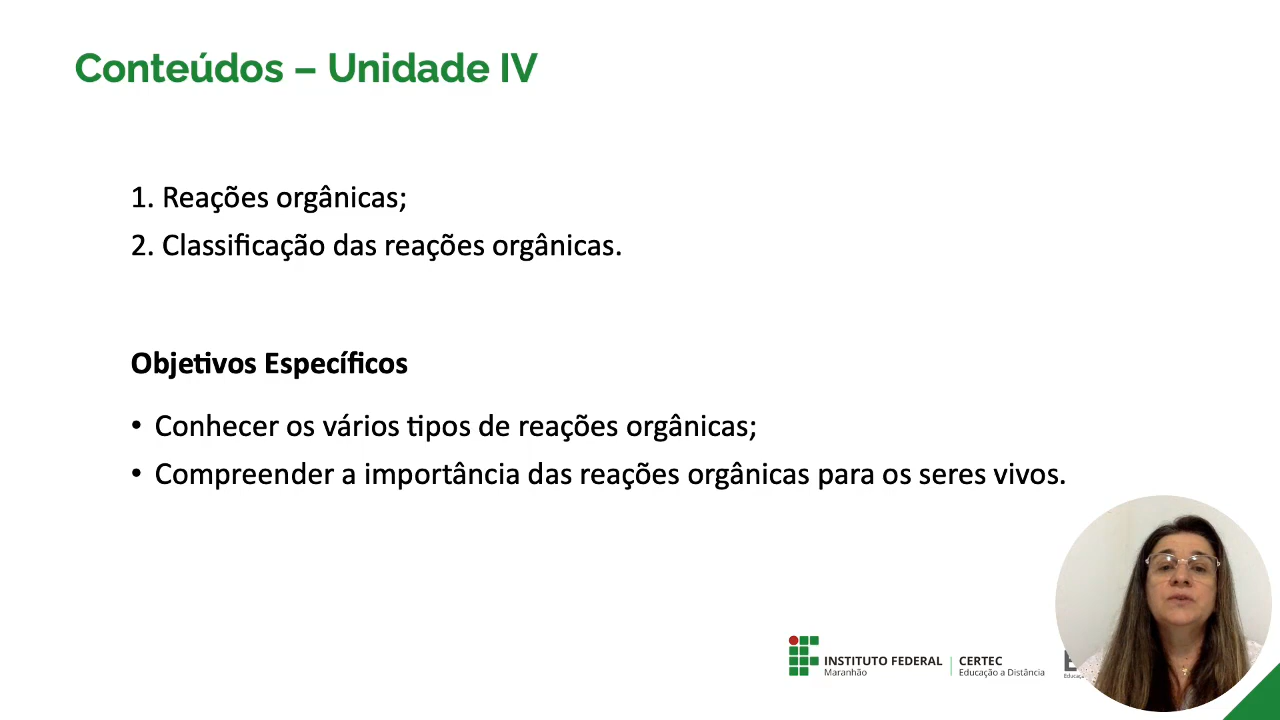 Conteúdos – Unidade IV
1. Reações orgânicas;
2. Classificação das reações orgânicas.
Objetivos Específicos
• Conhecer os vários tipos de reações orgânicas;
• Compreender a importância das reações orgânicas para os seres vivos.
INSTITUTO FEDERAL
Maranhão
CERTEC
Educação a Distância